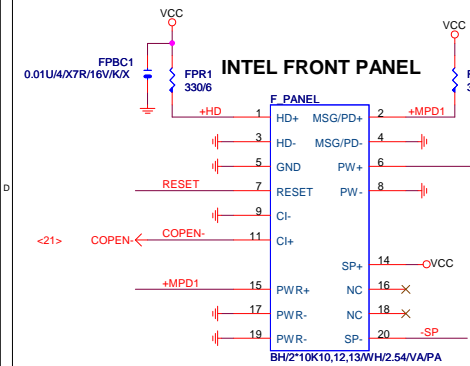 VCC
VCC
FPBC1
0.01U/4/X7R/16V/K/X
FPR1
330/6
INTEL FRONT PANEL
F_PANEL
+HD 1 HD+ MSG/PD+ 2 +MPD1
3 HD- MSG/PD- 4
5 GND PW+ 6
RESET 7 RESET PW- 8
9 CI-
<21> COPEN- COPEN- 11 CI+
SP+ 14 VCC
+MPD1 15 PWR+ NC 16
17 PWR- NC 18
19 PWR- SP- 20 -SP
BH/2*10K10,12,13/WH/2.54/VA/PA
D